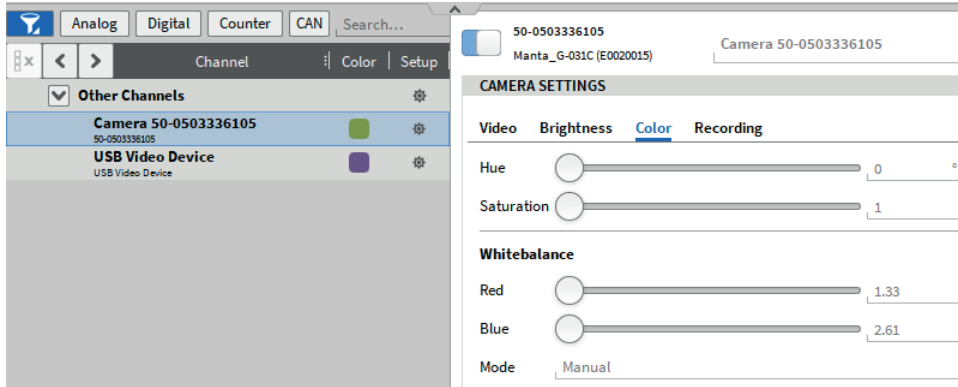 Analog Digital Counter CAN Search...
Channel Color Setup
Other Channels
Camera 50-0503336105
50-0503336105
USB Video Device
USB Video Device
50-0503336105
Manta_G-031C (E0020015)
Camera 50-0503336105
CAMERA SETTINGS
Video Brightness Color Recording
Hue 0 °
Saturation 1
Whitebalance
Red 1.33
Blue 2.61
Mode Manual